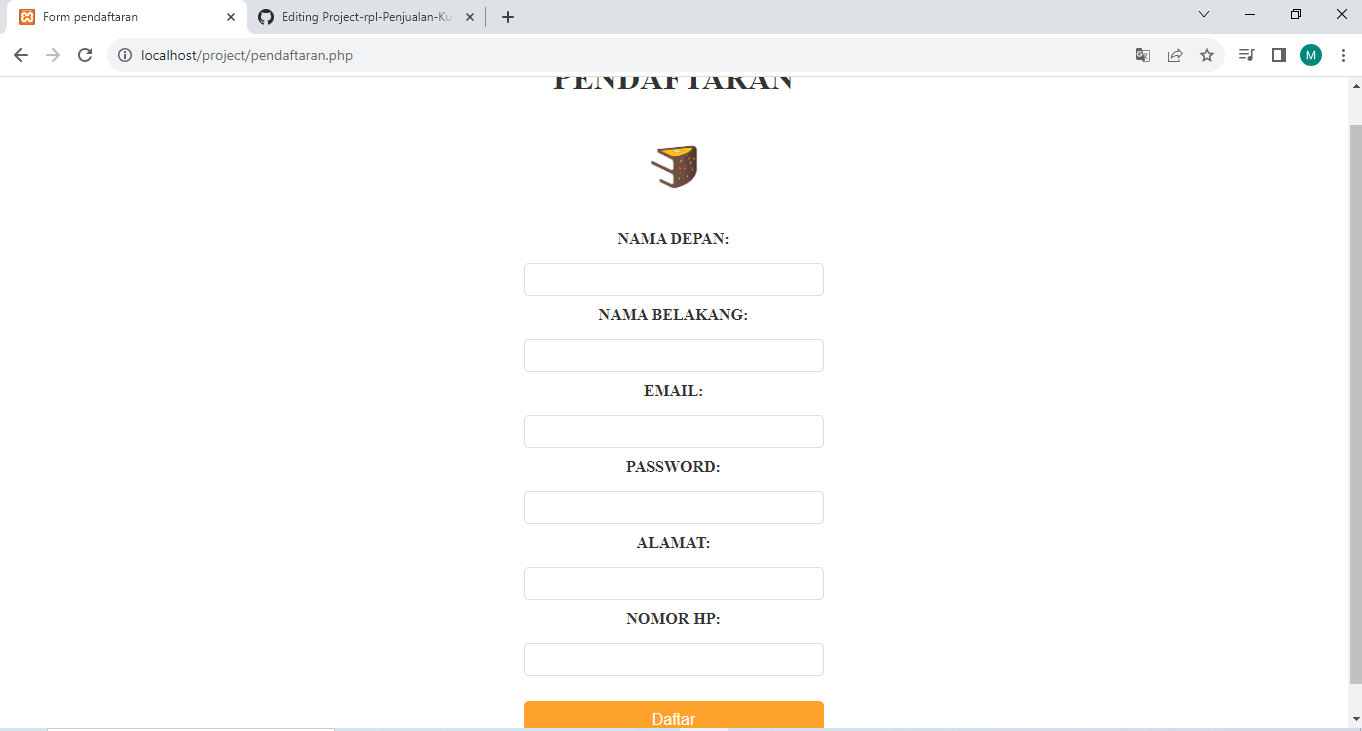 Form pendaftaran
Editing Project-rpl-Penjualan-Ku
localhost/project/pendaftaran.php
M
PENDAFTARAN
NAMA DEPAN:
NAMA BELAKANG:
EMAIL:
PASSWORD:
ALAMAT:
NOMOR HP:
Daftar